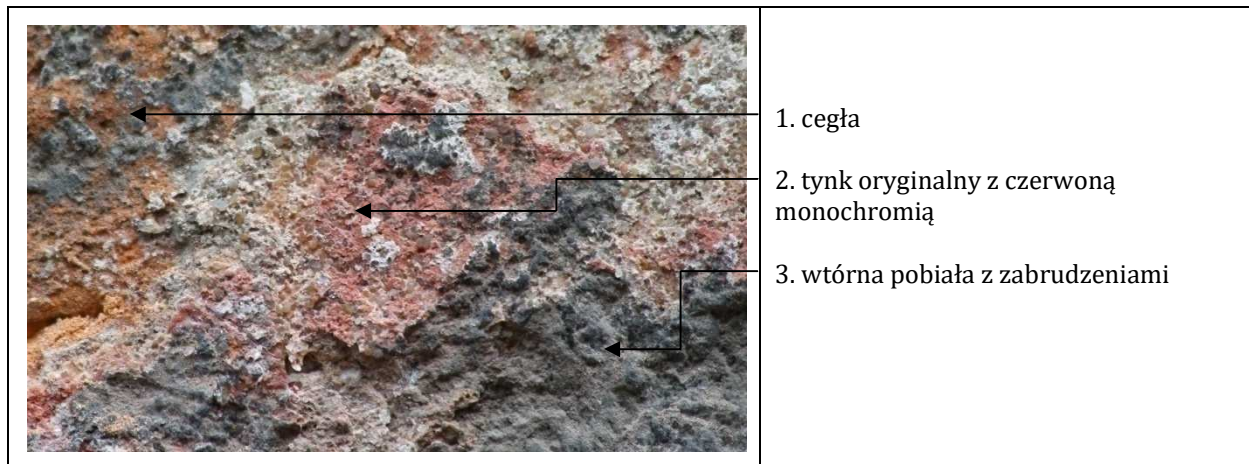 1. cegła
2. tynk oryginalny z czerwoną
monochromią
3. wtórna pobiała z zabrudzeniami